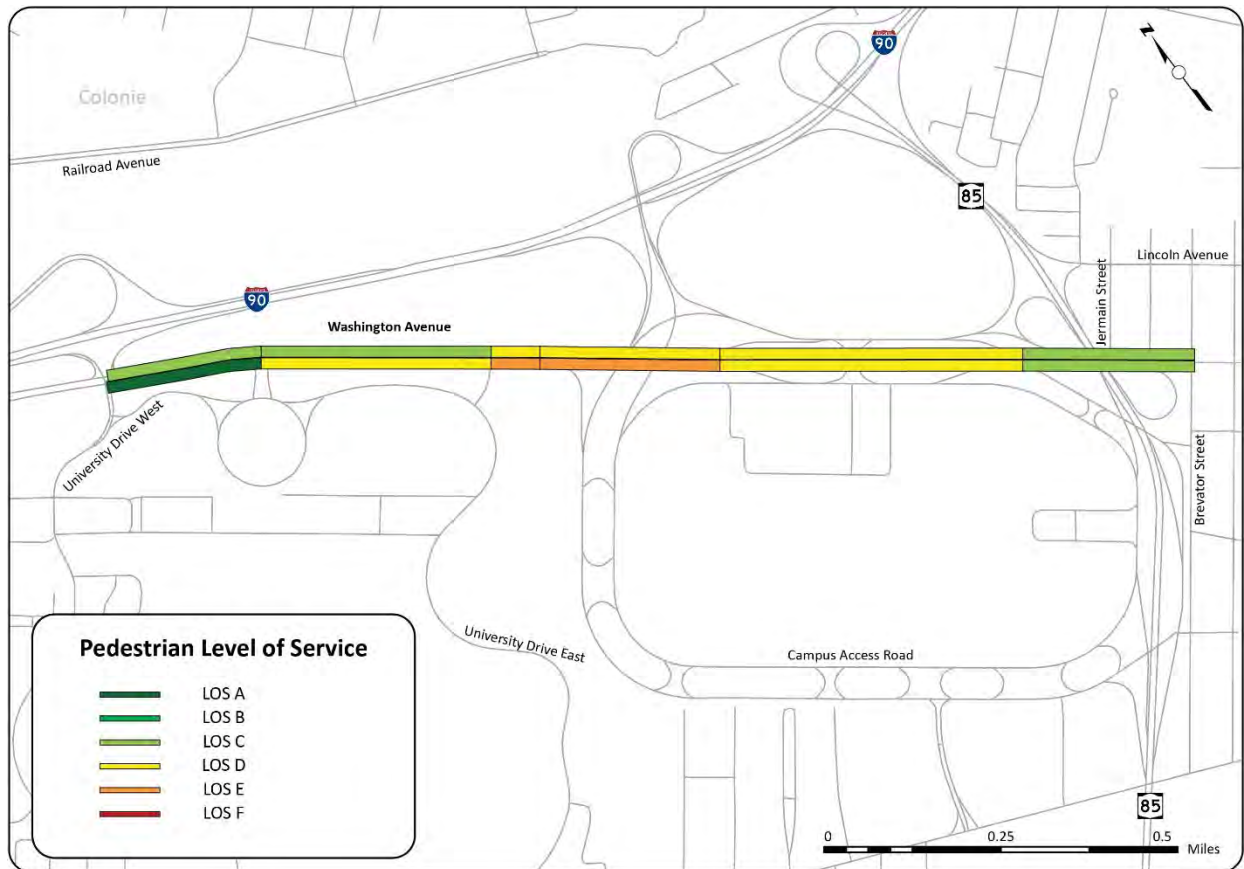 90
Colonie
Railroad Avenue
85
Lincoln Avenue
Jermain Street
90
Washington Avenue
University Drive West
Brevator Street
University Drive East
Campus Access Road
Pedestrian Level of Service
LOS A
LOS B
LOS C
LOS D
LOS E
LOS F
85
0 0.25 0.5
Miles
N